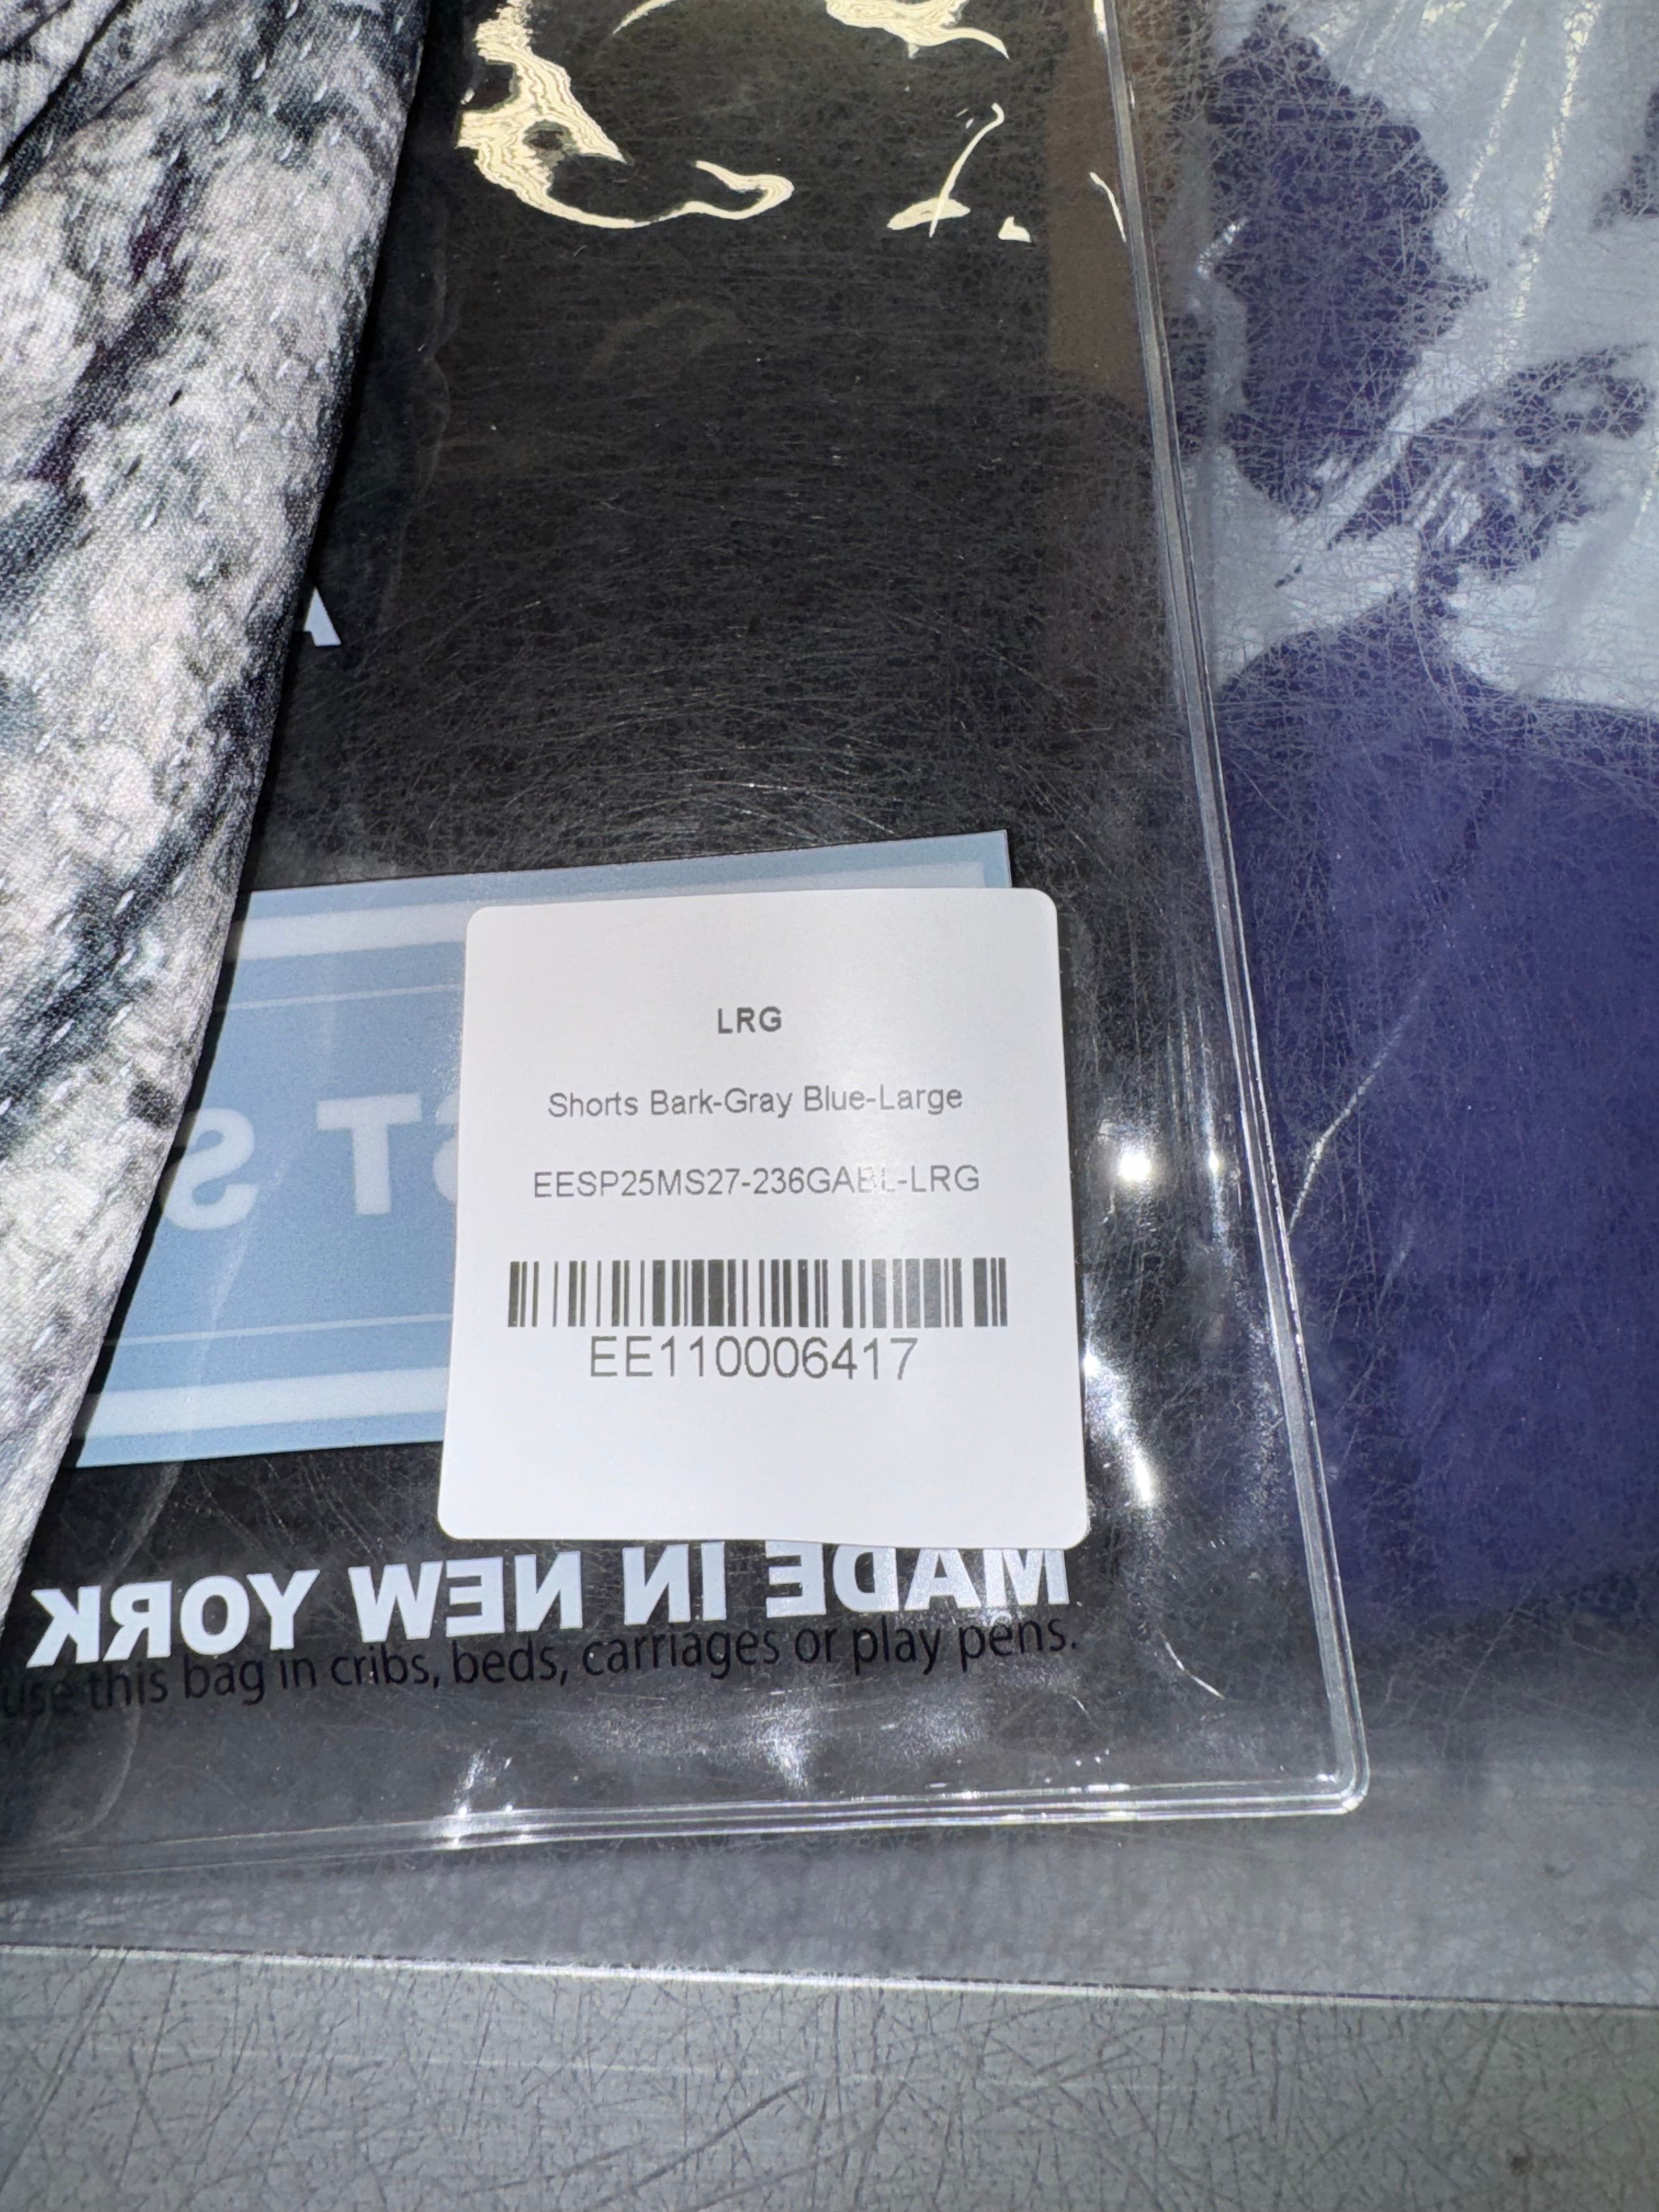 A
ST S
LRG
Shorts Bark-Gray Blue-Large
EESP25MS27-236GABL-LRG
EE110006417
MADE IN NEW YORK
use this bag in cribs, beds, carriages or play pens.